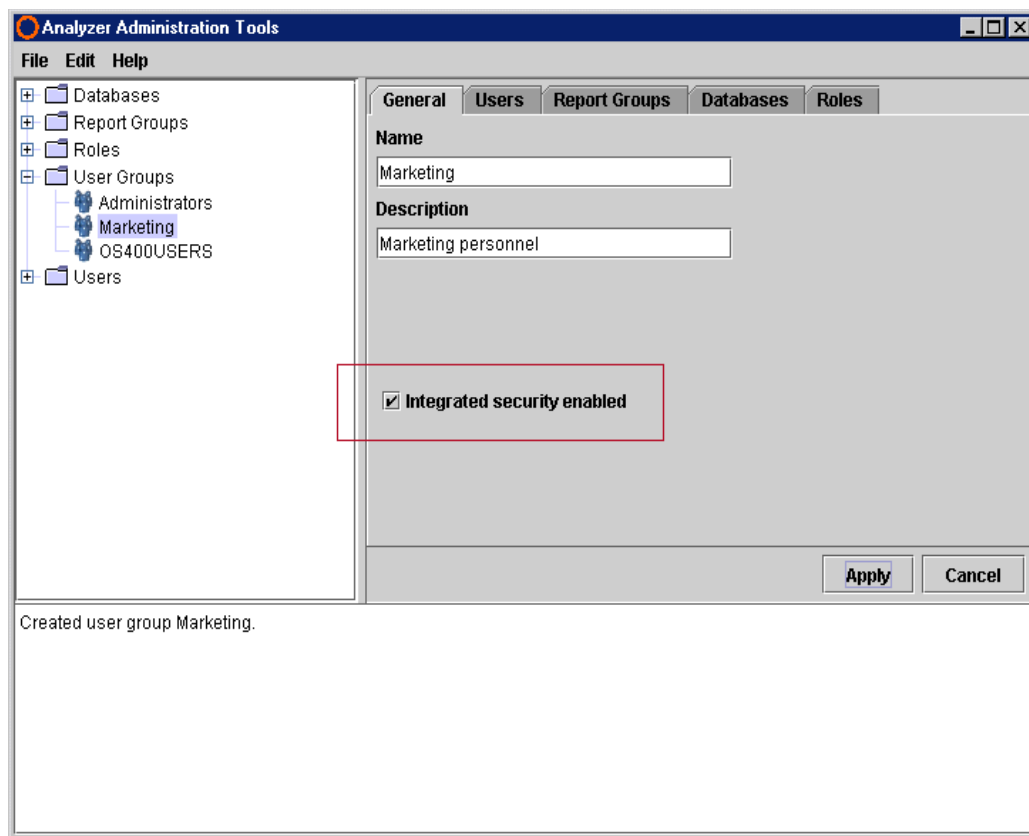 Analyzer Administration Tools
File Edit Help
Databases
Report Groups
Roles
User Groups
Administrators
Marketing
OS400USERS
Users
General Users Report Groups Databases Roles
Name
Marketing
Description
Marketing personnel
Integrated security enabled
Apply Cancel
Created user group Marketing.